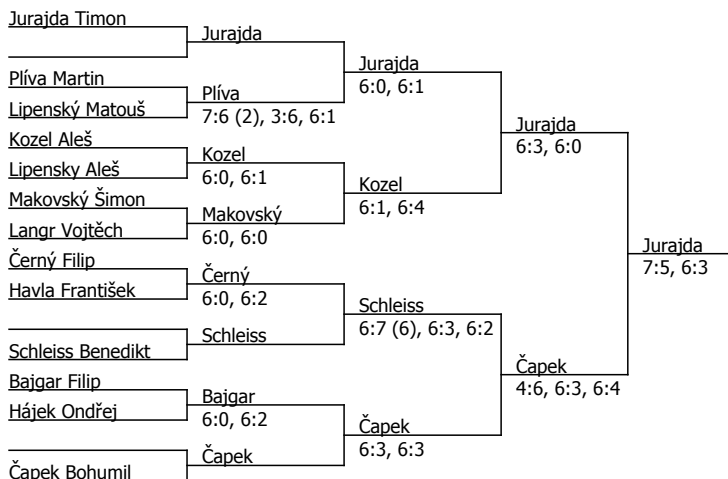 Jurajda Timon
Jurajda
Jurajda
6:0, 6:1
Plíva Martin
Plíva
7:6 (2), 3:6, 6:1
Lipenský Matouš
Jurajda
6:3, 6:0
Kozel Aleš
Kozel
6:0, 6:1
Lipensky Aleš
Kozel
6:1, 6:4
Makovský Šimon
Makovský
6:0, 6:0
Langr Vojtěch
Jurajda
7:5, 6:3
Černý Filip
Černý
6:0, 6:2
Havla František
Schleiss
6:7 (6), 6:3, 6:2
Schleiss
Schleiss Benedikt
Čapek
4:6, 6:3, 6:4
Bajgar Filip
Bajgar
6:0, 6:2
Hájek Ondřej
Čapek
6:3, 6:3
Čapek
Čapek Bohumil